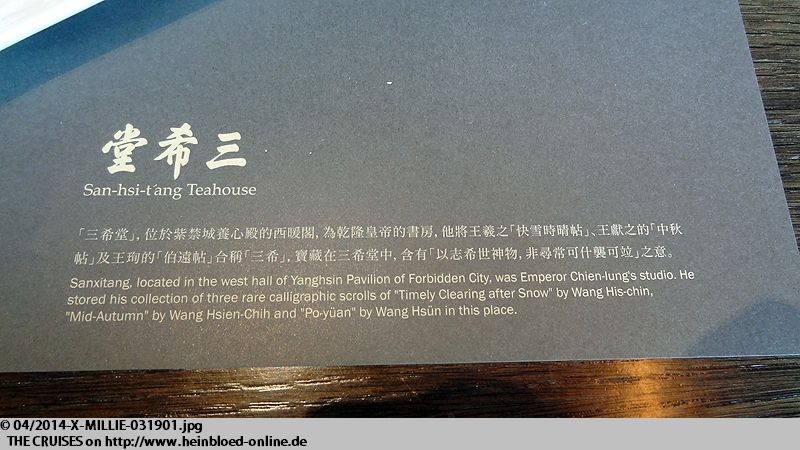 堂希三
San-hsi-t'ang Teahouse
「三希堂」,位於紫禁城養心殿的西暖閣,為乾隆皇帝的書房,他將王羲之「快雪時晴帖」、王獻之的「中秋
帖」及王珣的「伯遠帖」合稱「三希」,寶藏在三希堂中,含有「以志希世神物,非尋常可什襲可竝」之意。
Sanxitang, located in the west hall of Yanghsin Pavilion of Forbidden City, was Emperor Chien-lung's studio. He
stored his collection of three rare calligraphic scrolls of "Timely Clearing after Snow" by Wang His-chin,
"Mid-Autumn" by Wang Hsien-Chih and "Po-yüan" by Wang Hsün in this place.
© 04/2014-X-MILLIE-031901.jpg
THE CRUISES on http://www.heinbloed-online.de